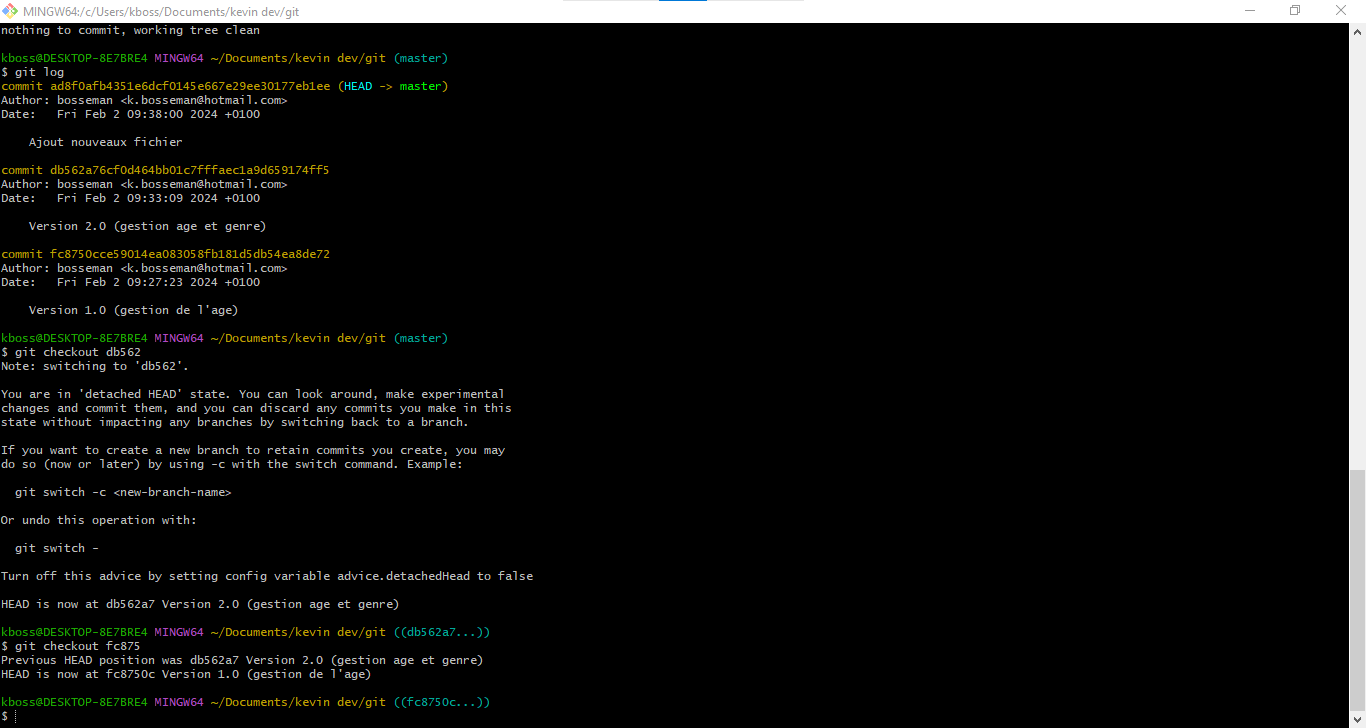 MINGW64:/c/Users/kboss/Documents/kevin dev/git
nothing to commit, working tree clean
kboss@DESKTOP-8E7BRE4 MINGW64 ~/Documents/kevin dev/git (master)
$ git log
commit ad8f0afb4351e6dcf0145e667e29ee30177eb1ee (HEAD -> master)
Author: bosseman <k.bosseman@hotmail.com>
Date:   Fri Feb 2 09:38:00 2024 +0100
    Ajout nouveaux fichier
commit db562a76cf0d464bb01c7fffaec1a9d659174ff5
Author: bosseman <k.bosseman@hotmail.com>
Date:   Fri Feb 2 09:33:09 2024 +0100
    Version 2.0 (gestion age et genre)
commit fc8750cce59014ea083058fb181d5db54ea8de72
Author: bosseman <k.bosseman@hotmail.com>
Date:   Fri Feb 2 09:27:23 2024 +0100
    Version 1.0 (gestion de l'age)
kboss@DESKTOP-8E7BRE4 MINGW64 ~/Documents/kevin dev/git (master)
$ git checkout db562
Note: switching to 'db562'.
You are in 'detached HEAD' state. You can look around, make experimental
changes and commit them, and you can discard any commits you make in this
state without impacting any branches by switching back to a branch.
If you want to create a new branch to retain commits you create, you may
do so (now or later) by using -c with the switch command. Example:
  git switch -c <new-branch-name>
Or undo this operation with:
  git switch -
Turn off this advice by setting config variable advice.detachedHead to false
HEAD is now at db562a7 Version 2.0 (gestion age et genre)
kboss@DESKTOP-8E7BRE4 MINGW64 ~/Documents/kevin dev/git ((db562a7...))
$ git checkout fc875
Previous HEAD position was db562a7 Version 2.0 (gestion age et genre)
HEAD is now at fc8750c Version 1.0 (gestion de l'age)
kboss@DESKTOP-8E7BRE4 MINGW64 ~/Documents/kevin dev/git ((fc8750c...))
$